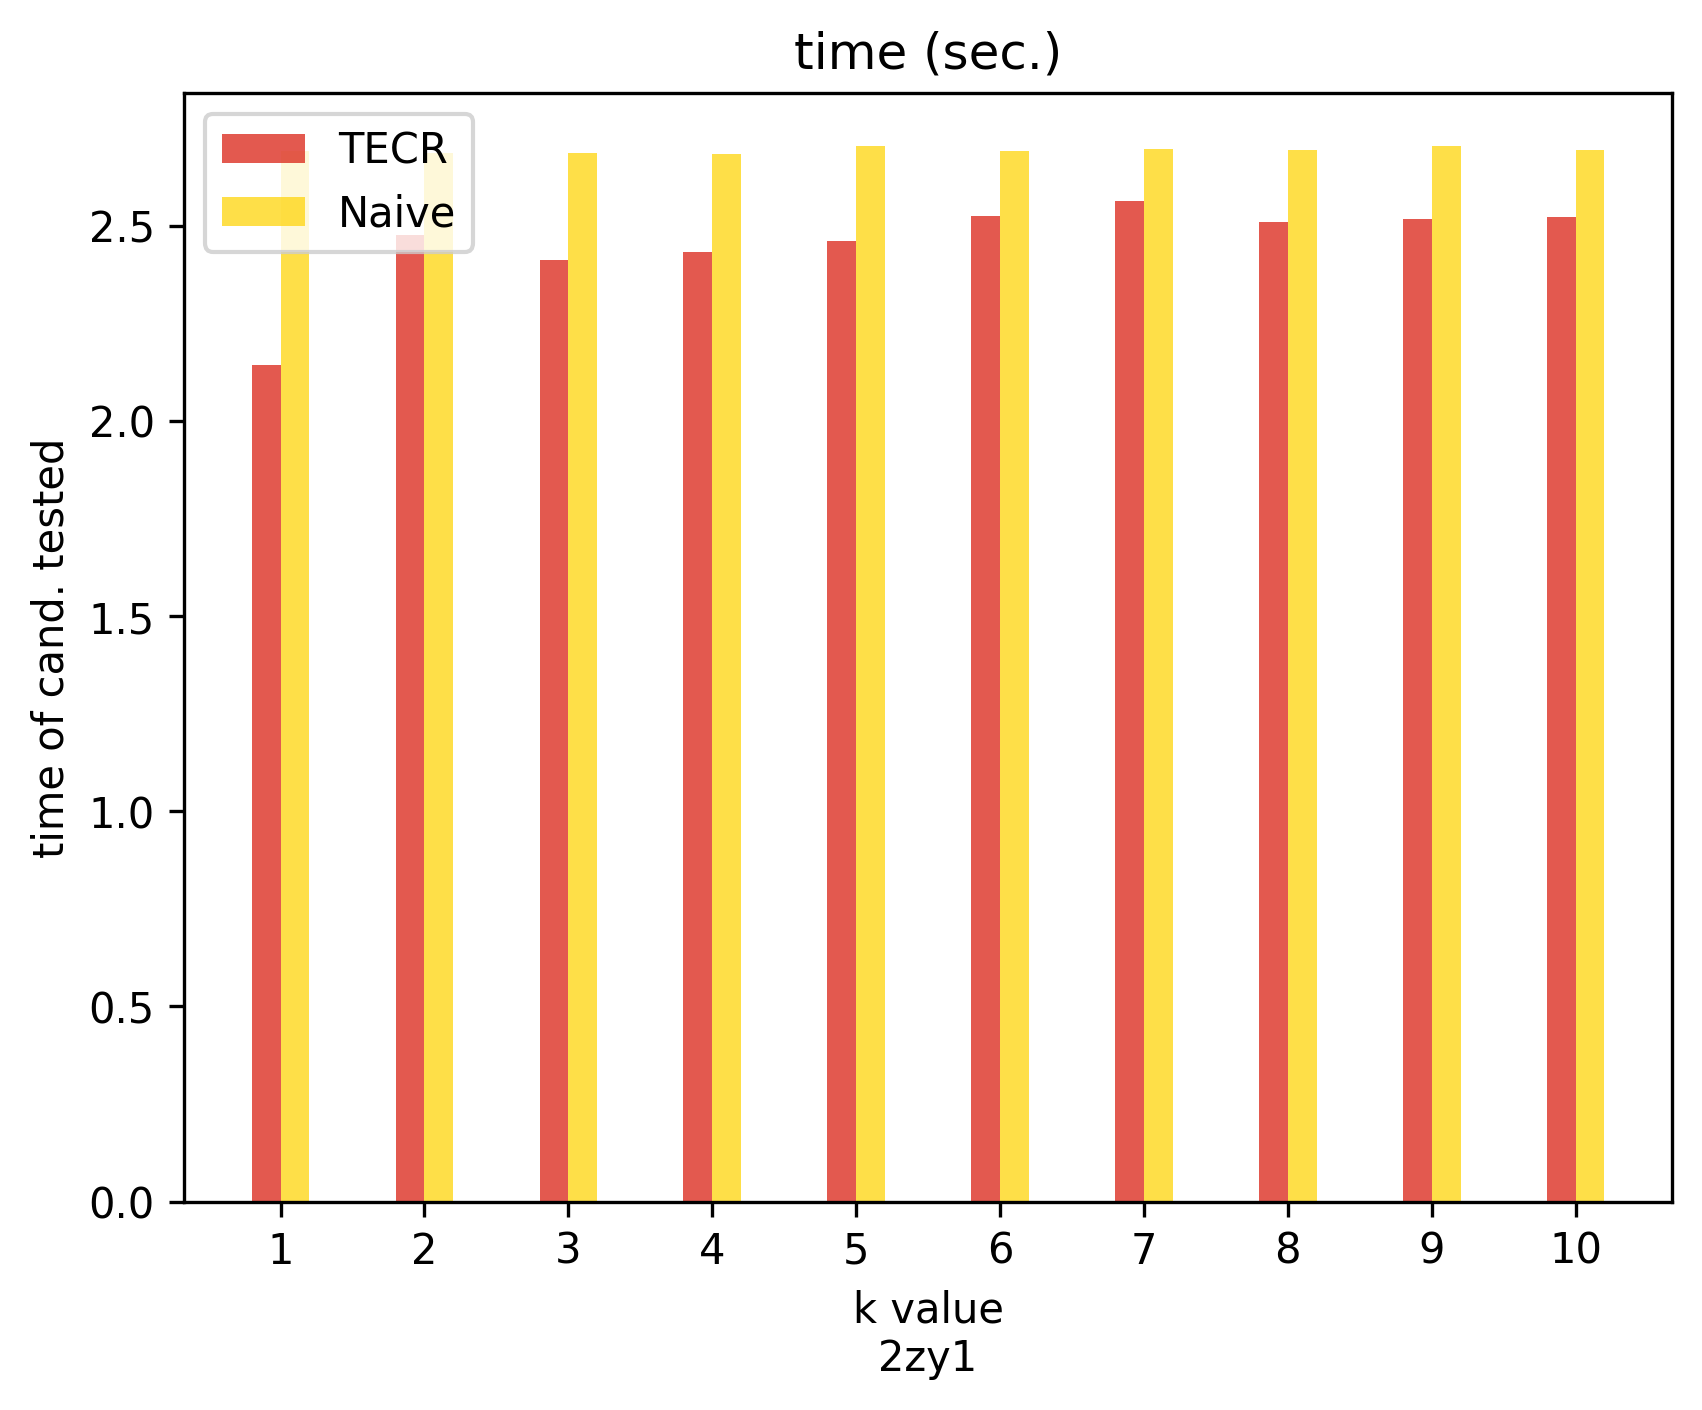 time (sec.)
TECR
Naive
time of cand. tested
2.5
2.0
1.5
1.0
0.5
0.0
1 2 3 4 5 6 7 8 9 10
k value
2zy1